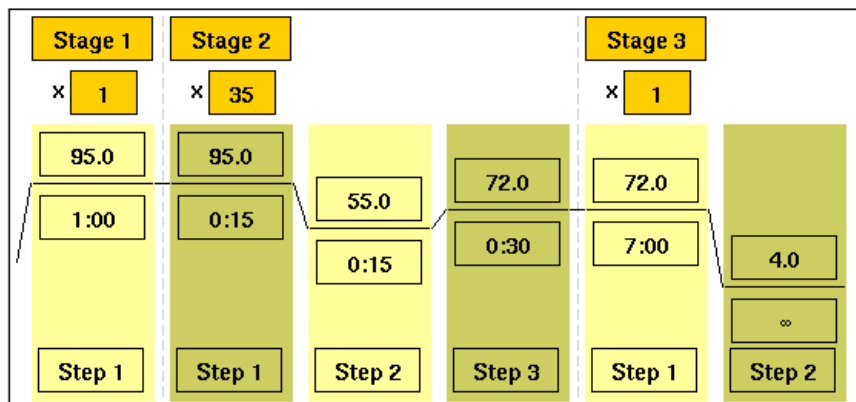 Stage 1 Stage 2 Stage 3
x 1 x 35 x 1
95.0 95.0 55.0 72.0 72.0 4.0
1:00 0:15 0:15 0:30 7:00 ∞
Step 1 Step 1 Step 2 Step 3 Step 1 Step 2